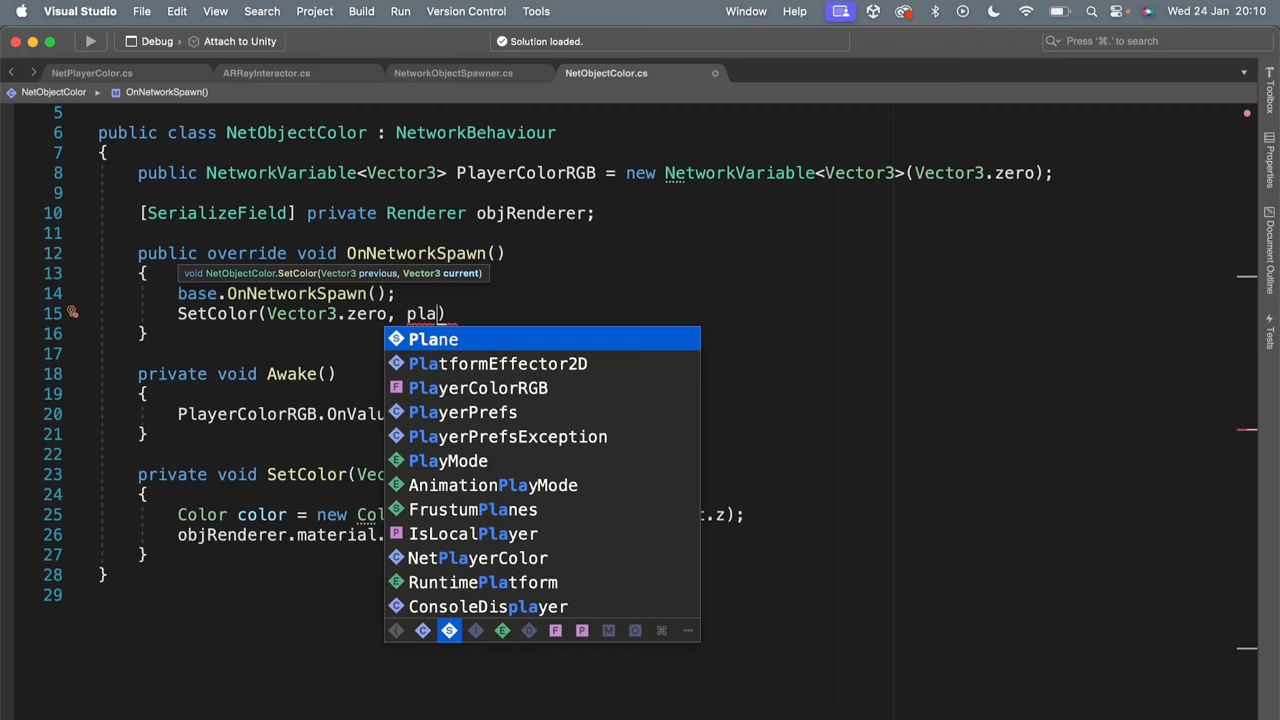 Visual Studio File Edit View Search Project Build Run Version Control Tools Window Help Wed 24 Jan 20:10
Debug Attach to Unity Solution loaded. Press '⌘.' to search
NetPlayerColor.cs ARRayInteractor.cs NetworkObjectSpawner.cs NetObjectColor.cs
NetObjectColor OnNetworkSpawn()
5
6 public class NetObjectColor : NetworkBehaviour
7 {
8 public NetworkVariable<Vector3> PlayerColorRGB = new NetworkVariable<Vector3>(Vector3.zero);
9
10 [SerializeField] private Renderer objRenderer;
11
12 public override void OnNetworkSpawn()
13 {
void NetObjectColor.SetColor(Vector3 previous, Vector3 current)
14 base.OnNetworkSpawn();
15 SetColor(Vector3.zero, pla)
16 }
17
18 private void Awake()
19 {
20 PlayerColorRGB.OnValu
21 }
22
23 private void SetColor(Vec
24 {
25 Color color = new Col t.z);
26 objRenderer.material.
27 }
28 }
29
Plane
PlatformEffector2D
PlayerColorRGB
PlayerPrefs
PlayerPrefsException
PlayMode
AnimationPlayMode
FrustumPlanes
IsLocalPlayer
NetPlayerColor
RuntimePlatform
ConsoleDisplayer
Toolbox
Properties
Document Outline
Tests